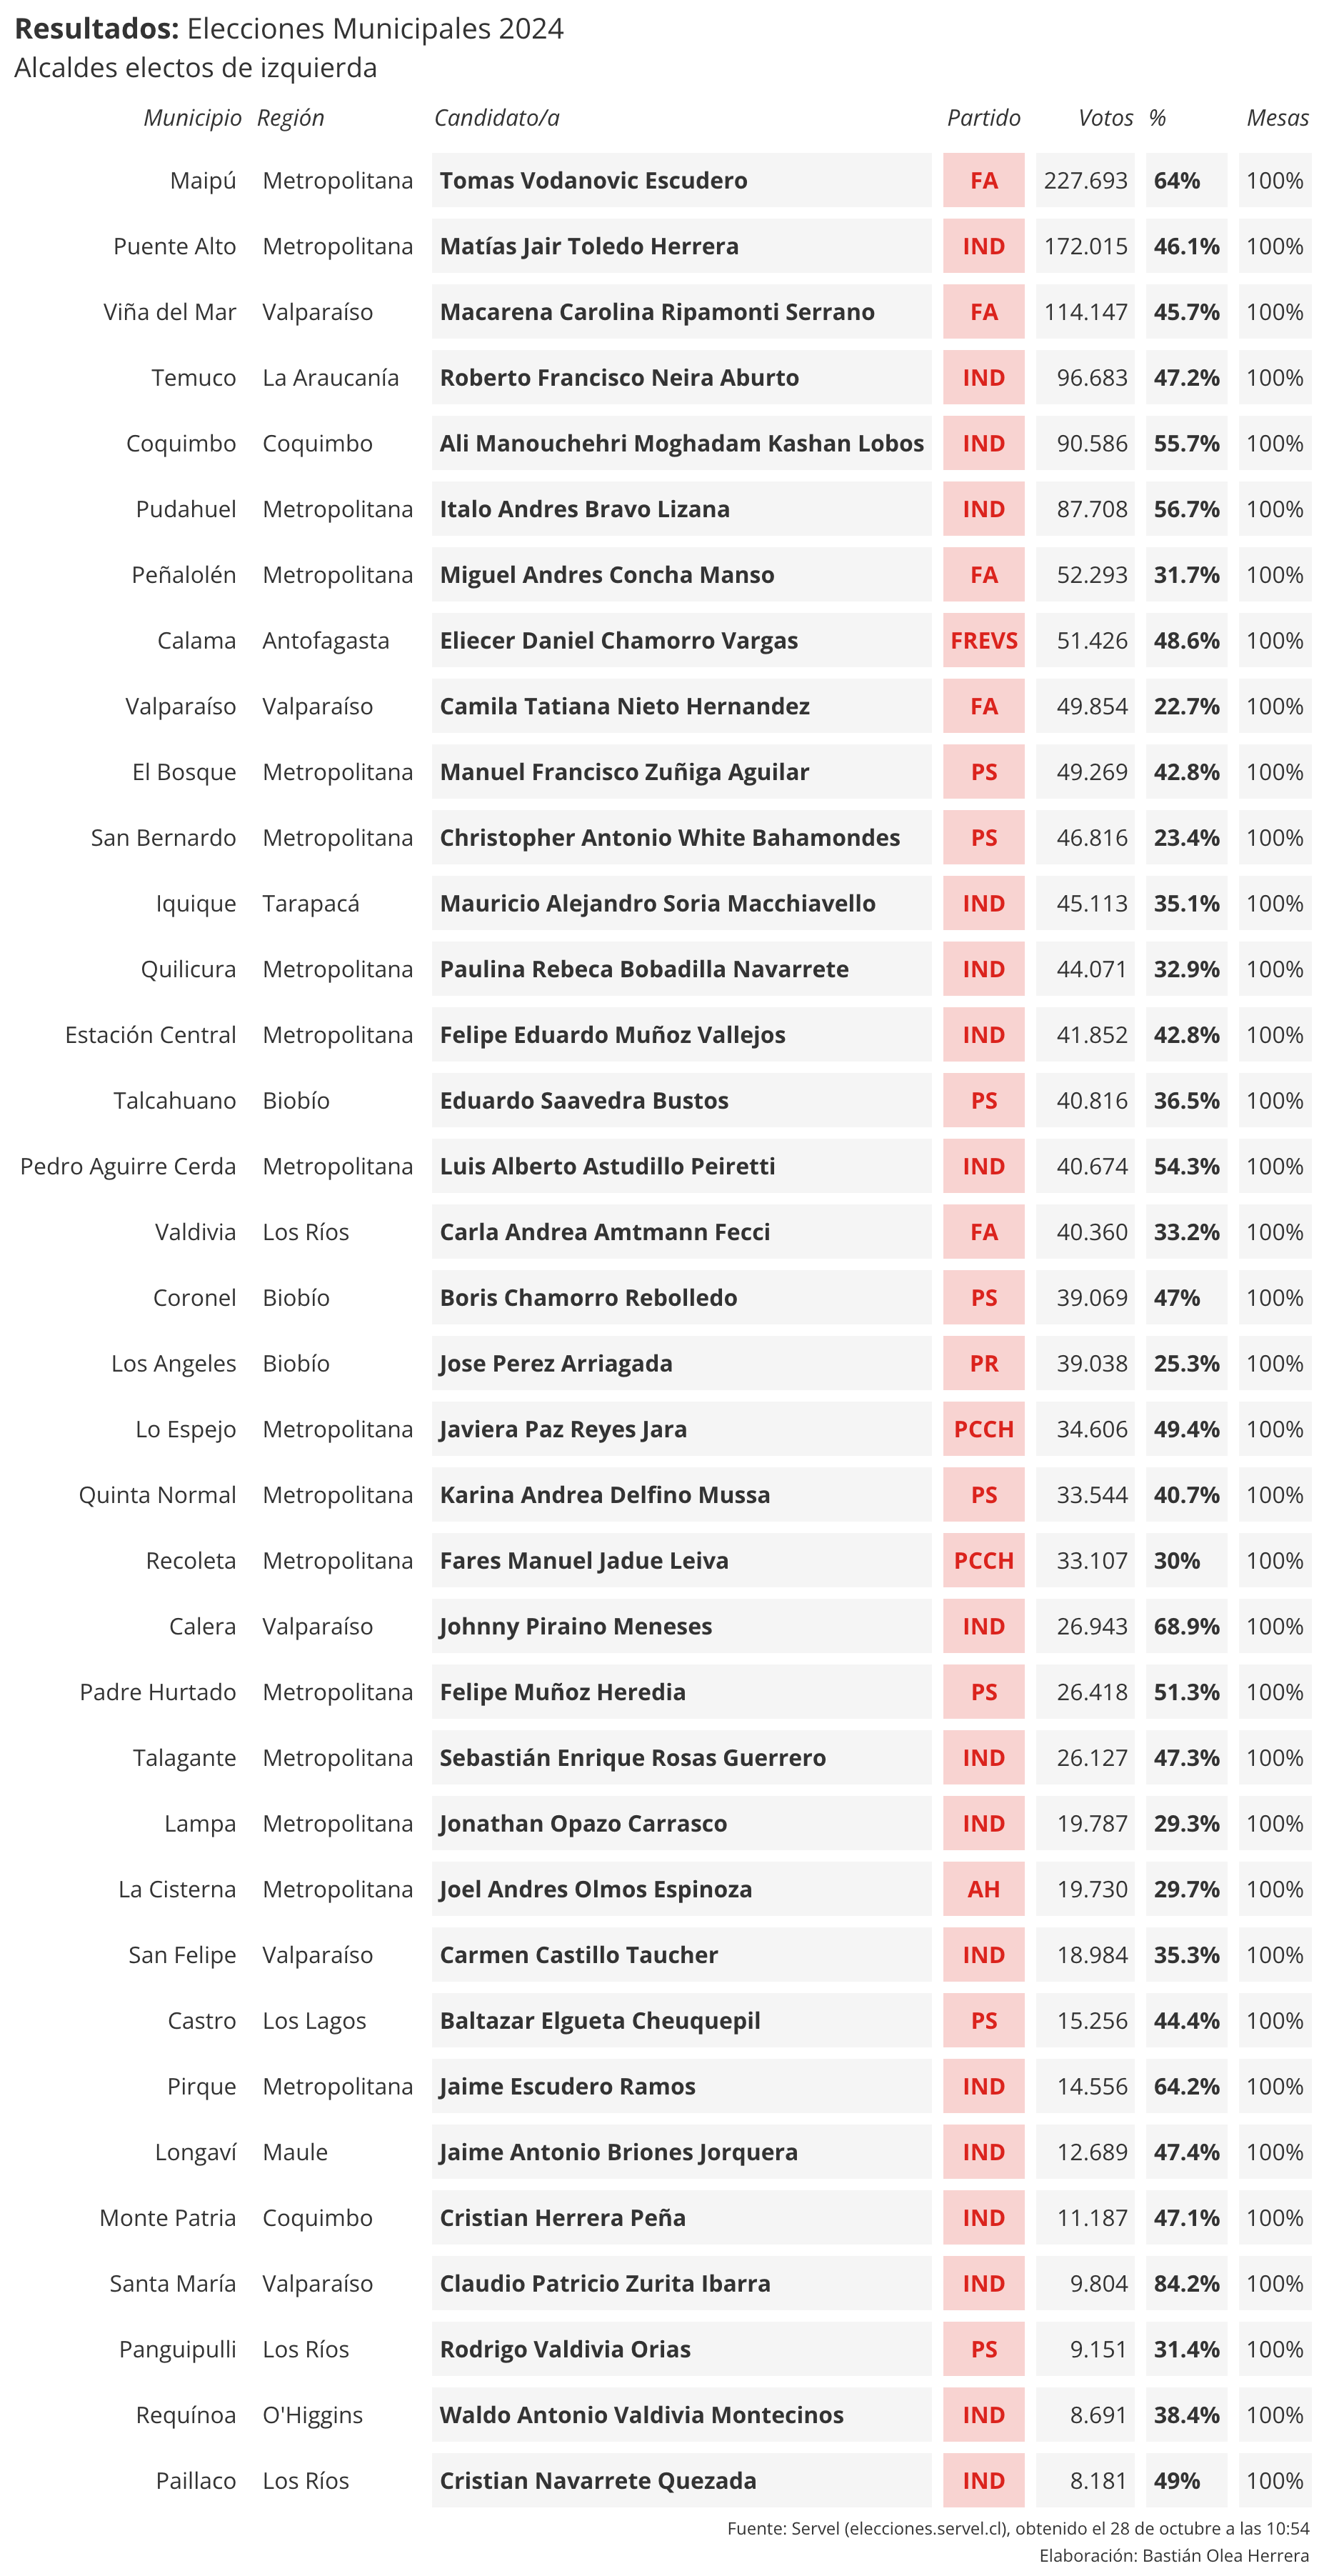 Resultados: Elecciones Municipales 2024
Alcaldes electos de izquierda
Municipio Región Candidato/a Partido Votos % Mesas
Maipú Metropolitana Tomas Vodanovic Escudero FA 227.693 64% 100%
Puente Alto Metropolitana Matías Jair Toledo Herrera IND 172.015 46.1% 100%
Viña del Mar Valparaíso Macarena Carolina Ripamonti Serrano FA 114.147 45.7% 100%
Temuco La Araucanía Roberto Francisco Neira Aburto IND 96.683 47.2% 100%
Coquimbo Coquimbo Ali Manouchehri Moghadam Kashan Lobos IND 90.586 55.7% 100%
Pudahuel Metropolitana Italo Andres Bravo Lizana IND 87.708 56.7% 100%
Peñalolén Metropolitana Miguel Andres Concha Manso FA 52.293 31.7% 100%
Calama Antofagasta Eliecer Daniel Chamorro Vargas FREVS 51.426 48.6% 100%
Valparaíso Valparaíso Camila Tatiana Nieto Hernandez FA 49.854 22.7% 100%
El Bosque Metropolitana Manuel Francisco Zuñiga Aguilar PS 49.269 42.8% 100%
San Bernardo Metropolitana Christopher Antonio White Bahamondes PS 46.816 23.4% 100%
Iquique Tarapacá Mauricio Alejandro Soria Macchiavello IND 45.113 35.1% 100%
Quilicura Metropolitana Paulina Rebeca Bobadilla Navarrete IND 44.071 32.9% 100%
Estación Central Metropolitana Felipe Eduardo Muñoz Vallejos IND 41.852 42.8% 100%
Talcahuano Biobío Eduardo Saavedra Bustos PS 40.816 36.5% 100%
Pedro Aguirre Cerda Metropolitana Luis Alberto Astudillo Peiretti IND 40.674 54.3% 100%
Valdivia Los Ríos Carla Andrea Amtmann Fecci FA 40.360 33.2% 100%
Coronel Biobío Boris Chamorro Rebolledo PS 39.069 47% 100%
Los Angeles Biobío Jose Perez Arriagada PR 39.038 25.3% 100%
Lo Espejo Metropolitana Javiera Paz Reyes Jara PCCH 34.606 49.4% 100%
Quinta Normal Metropolitana Karina Andrea Delfino Mussa PS 33.544 40.7% 100%
Recoleta Metropolitana Fares Manuel Jadue Leiva PCCH 33.107 30% 100%
Calera Valparaíso Johnny Piraino Meneses IND 26.943 68.9% 100%
Padre Hurtado Metropolitana Felipe Muñoz Heredia PS 26.418 51.3% 100%
Talagante Metropolitana Sebastián Enrique Rosas Guerrero IND 26.127 47.3% 100%
Lampa Metropolitana Jonathan Opazo Carrasco IND 19.787 29.3% 100%
La Cisterna Metropolitana Joel Andres Olmos Espinoza AH 19.730 29.7% 100%
San Felipe Valparaíso Carmen Castillo Taucher IND 18.984 35.3% 100%
Castro Los Lagos Baltazar Elgueta Cheuquepil PS 15.256 44.4% 100%
Pirque Metropolitana Jaime Escudero Ramos IND 14.556 64.2% 100%
Longaví Maule Jaime Antonio Briones Jorquera IND 12.689 47.4% 100%
Monte Patria Coquimbo Cristian Herrera Peña IND 11.187 47.1% 100%
Santa María Valparaíso Claudio Patricio Zurita Ibarra IND 9.804 84.2% 100%
Panguipulli Los Ríos Rodrigo Valdivia Orias PS 9.151 31.4% 100%
Requínoa O'Higgins Waldo Antonio Valdivia Montecinos IND 8.691 38.4% 100%
Paillaco Los Ríos Cristian Navarrete Quezada IND 8.181 49% 100%
Fuente: Servel (elecciones.servel.cl), obtenido el 28 de octubre a las 10:54
Elaboración: Bastián Olea Herrera